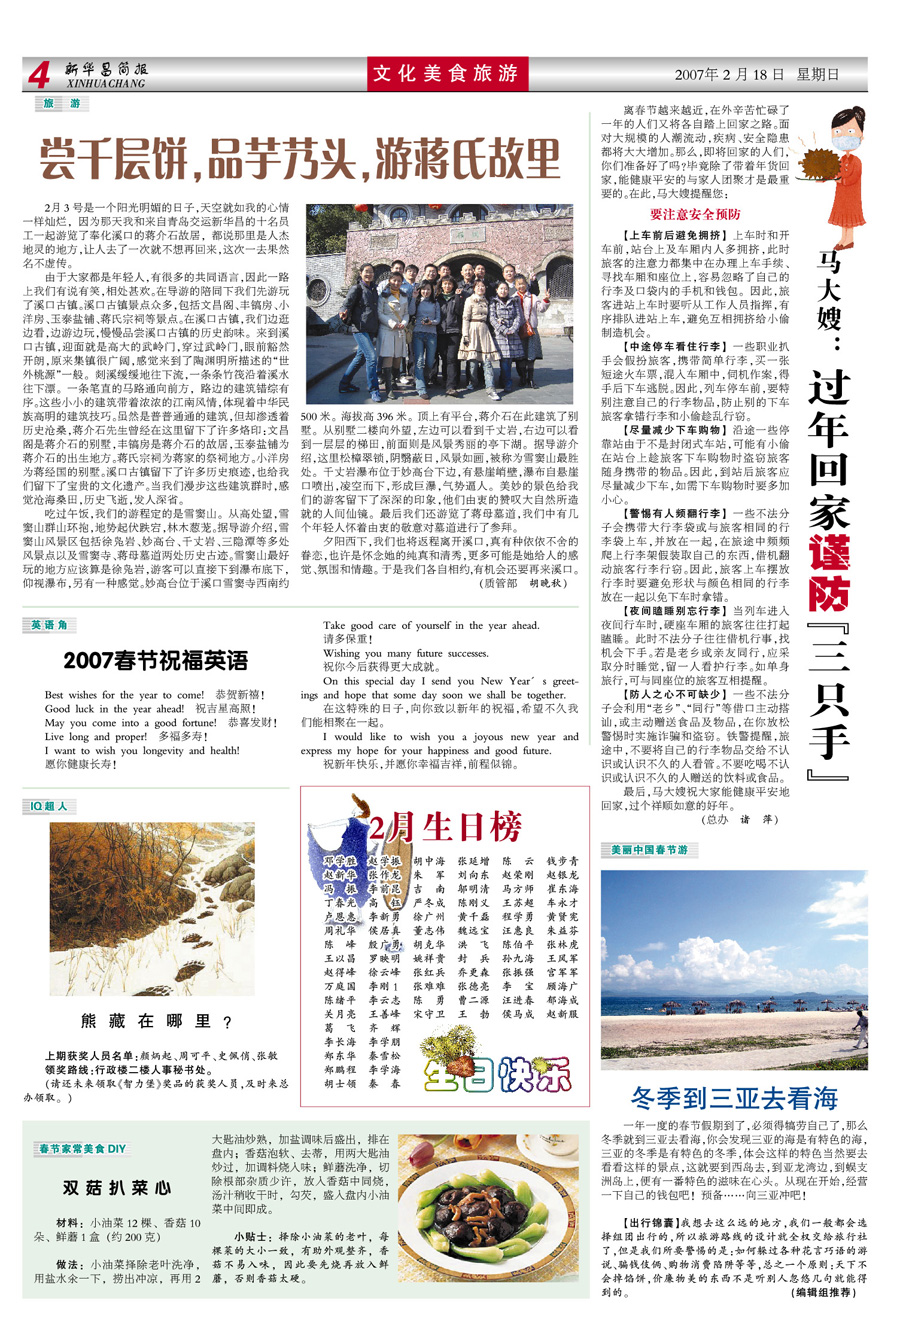 4
新华昌简报
XINHUACHANG
文化美食旅游
2007年2月18日 星期日
旅 游
尝千层饼,品芋艿头,游蒋氏故里
2月3号是一个阳光明媚的日子,天空就如我的心情
一样灿烂，因为那天我和来自青岛交运新华昌的十名员
工一起游览了奉化溪口的蒋介石故居，都说那里是人杰
地灵的地方,让人去了一次就不想再回来,这次一去果然
名不虚传。
由于大家都是年轻人,有很多的共同语言,因此一路
上我们有说有笑,相处甚欢。在导游的陪同下我们先游玩
了溪口古镇。溪口古镇景点众多,包括文昌阁、丰镐房、小
洋房、玉泰盐铺、蒋氏宗祠等景点。在溪口古镇,我们边逛
边看,边游边玩,慢慢品尝溪口古镇的历史韵味。来到溪
口古镇,迎面就是高大的武岭门,穿过武岭门,眼前豁然
开朗,原来集镇很广阔,感觉来到了陶渊明所描述的“世
外桃源”一般。剡溪缓缓地往下流,一条条竹筏沿着溪水
往下漂。一条笔直的马路通向前方，路边的建筑错综有
序。这些小小的建筑带着浓浓的江南风情,体现着中华民
族高明的建筑技巧。虽然是普普通通的建筑,但却渗透着
历史沧桑,蒋介石先生曾经在这里留下了许多烙印:文昌
阁是蒋介石的别墅,丰镐房是蒋介石的故居,玉泰盐铺为
蒋介石的出生地方。蒋氏宗祠为蒋家的祭祠地方。小洋房
为蒋经国的别墅。溪口古镇留下了许多历史痕迹,也给我
们留下了宝贵的文化遗产。当我们漫步这些建筑群时,感
觉沧海桑田,历史飞逝,发人深省。
吃过午饭,我们的游程定的是雪窦山。从高处望,雪
窦山群山环抱,地势起伏跌宕,林木葱茏。据导游介绍,雪
窦山风景区包括徐凫岩、妙高台、千丈岩、三隐潭等多处
风景点以及雪窦寺、蒋母墓道两处历史古迹。雪窦山最好
玩的地方应该算是徐凫岩,游客可以直接下到瀑布底下,
仰视瀑布,另有一种感觉。妙高台位于溪口雪窦寺西南约
500 米。海拔高 396 米。顶上有平台,蒋介石在此建筑了别
墅。从别墅二楼向外望,左边可以看到千丈岩,右边可以看
到一层层的梯田,前面则是风景秀丽的亭下湖。据导游介
绍,这里松樟翠锁,阴翳蔽日,风景如画,被称为雪窦山最胜
处。千丈岩瀑布位于妙高台下边,有悬崖峭壁,瀑布自悬崖
口喷出,凌空而下,形成巨瀑,气势逼人。美妙的景色给我
们的游客留下了深深的印象,他们由衷的赞叹大自然所造
就的人间仙镜。最后我们还游览了蒋母墓道,我们中有几
个年轻人怀着由衷的敬意对墓道进行了参拜。
夕阳西下,我们也将返程离开溪口,真有种依依不舍的
眷恋,也许是怀念她的纯真和清秀,更多可能是她给人的感
觉、氛围和情趣。于是我们各自相约,有机会还要再来溪口。
(质管部 胡晓秋)
英语角
2007春节祝福英语
Best wishes for the year to come! 恭贺新禧!
Good luck in the year ahead! 祝吉星高照!
May you come into a good fortune! 恭喜发财!
Live long and proper! 多福多寿!
I want to wish you longevity and health!
愿你健康长寿!
Take good care of yourself in the year ahead.
请多保重!
Wishing you many future successes.
祝你今后获得更大成就。
On this special day I send you New Year´ s greet-
ings and hope that some day soon we shall be together.
在这特殊的日子,向你致以新年的祝福,希望不久我
们能相聚在一起。
I would like to wish you a joyous new year and
express my hope for your happiness and good future.
祝新年快乐,并愿你幸福吉祥,前程似锦。
IQ超人
熊藏在哪里?
上期获奖人员名单:颜炳起、周可平、史佩俏、张敏
领奖路线:行政楼二楼人事秘书处。
(请还未来领取《智力堡》奖品的获奖人员,及时来总
办领取。)
2月生日榜
邓学胜 赵学振 胡中海 张延增 陈 云 钱步青
赵新华 张作龙 朱 军 刘向东 赵荣刚 赵银龙
冯 振 李前昆 吉 南 邬明清 马方师 崔东海
丁春光 高 钰 严冬成 陈刚义 王苏超 车永才
卢恩惠 李新勇 徐广州 黄千磊 程学勇 黄贤宪
周礼华 侯居真 董志伟 魏远宝 汪惠良 朱益芬
陈 峰 殷广勇 胡克华 洪 飞 陈伯平 张林虎
王以昌 罗映明 姚祥贵 封 兵 孙九海 王凤军
赵得峰 徐云峰 张红兵 乔更森 张振强 宫军军
万庭国 李刚1 张难难 张德亮 李 宝 顾海广
陈绪平 李云志 陈 勇 曹二源 汪进春 郁海成
关月亮 王善峰 宋守卫 王 勃 侯马成 赵新服
葛 飞 齐 辉
李长海 李学朋
郑东华 秦雪松
郑鹏程 李学海
胡士领 秦 春
生日快乐
春节家常美食DIY
双菇扒菜心
材料：小油菜12棵、香菇10
朵、鲜蘑1盒（约200克）
做法：小油菜择除老叶洗净,
用盐水余一下，捞出冲凉，再用2
大匙油炒熟，加盐调味后盛出，排在
盘内；香菇泡软、去蒂，用两大匙油
炒过，加调料烧入味；鲜蘑洗净，切
除根部杂质少许，放入香菇中同烧，
汤汁稍收干时，勾芡，盛人盘内小油
菜中间即成。
小贴士：择除小油菜的老叶，每
棵菜的大小一致，有助外观整齐，香
菇不易入味，因此要先烧再放入鲜
蘑，否则香菇太硬。
离春节越来越近,在外辛苦忙碌了
一年的人们又将各自踏上回家之路。面
对大规模的人潮流动,疾病、安全隐患
都将大大增加。那么,即将回家的人们,
你们准备好了吗?毕竟除了带着年货回
家,能健康平安的与家人团聚才是最重
要的。在此,马大嫂提醒您:
要注意安全预防
【上车前后避免拥挤】上车时和开
车前,站台上及车厢内人多拥挤,此时
旅客的注意力都集中在办理上车手续、
寻找车厢和座位上,容易忽略了自己的
行李及口袋内的手机和钱包。因此,旅
客进站上车时要听从工作人员指挥,有
序排队进站上车,避免互相拥挤给小偷
制造机会。
【中途停车看住行李】一些职业扒
手会假扮旅客,携带简单行李,买一张
短途火车票,混入车厢中,伺机作案,得
手后下车逃脱。因此,列车停车前,要特
别注意自己的行李物品,防止别的下车
旅客拿错行李和小偷趁乱行窃。
【尽量减少下车购物】沿途一些停
靠站由于不是封闭式车站,可能有小偷
在站台上趁旅客下车购物时盗窃旅客
随身携带的物品。因此,到站后旅客应
尽量减少下车,如需下车购物时要多加
小心。
【警惕有人频翻行李】一些不法分
子会携带大行李袋或与旅客相同的行
李袋上车,并放在一起,在旅途中频频
爬上行李架假装取自己的东西,借机翻
动旅客行李行窃。因此,旅客上车摆放
行李时要避免形状与颜色相同的行李
放在一起以免下车时拿错。
【夜间瞌睡别忘行李】当列车进入
夜间行车时,硬座车厢的旅客往往打起
瞌睡。此时不法分子往往借机行事,找
机会下手。若是老乡或亲友同行,应采
取分时睡觉,留一人看护行李。如单身
旅行,可与同座位的旅客互相提醒。
【防人之心不可缺少】一些不法分
子会利用“老乡”、“同行”等借口主动搭
讪,或主动赠送食品及物品,在你放松
警惕时实施诈骗和盗窃。铁警提醒,旅
途中,不要将自己的行李物品交给不认
识或认识不久的人看管。不要吃喝不认
识或认识不久的人赠送的饮料或食品。
最后,马大嫂祝大家能健康平安地
回家,过个祥顺如意的好年。
(总办 诸 萍)
马大嫂：
过年回家谨防『三只手』
美丽中国春节游
冬季到三亚去看海
一年一度的春节假期到了,必须得犒劳自己了,那么
冬季就到三亚去看海,你会发现三亚的海是有特色的海,
三亚的冬季是有特色的冬季,体会这样的特色当然要去
看看这样的景点,这就要到西岛去,到亚龙湾边,到蜈支
洲岛上,便有一番特色的滋味在心头。从现在开始,经营
一下自己的钱包吧！预备……向三亚冲吧!
【出行锦囊】我想去这么远的地方,我们一般都会选
择组团出行的,所以旅游路线的设计就全权交给旅行社
了,但是我们所要警惕的是:如何躲过各种花言巧语的游
说、骗钱伎俩、购物消费陷阱等等,总之一个原则:天下不
会掉馅饼,价廉物美的东西不是听别人忽悠几句就能得
到的。 (编辑组推荐)